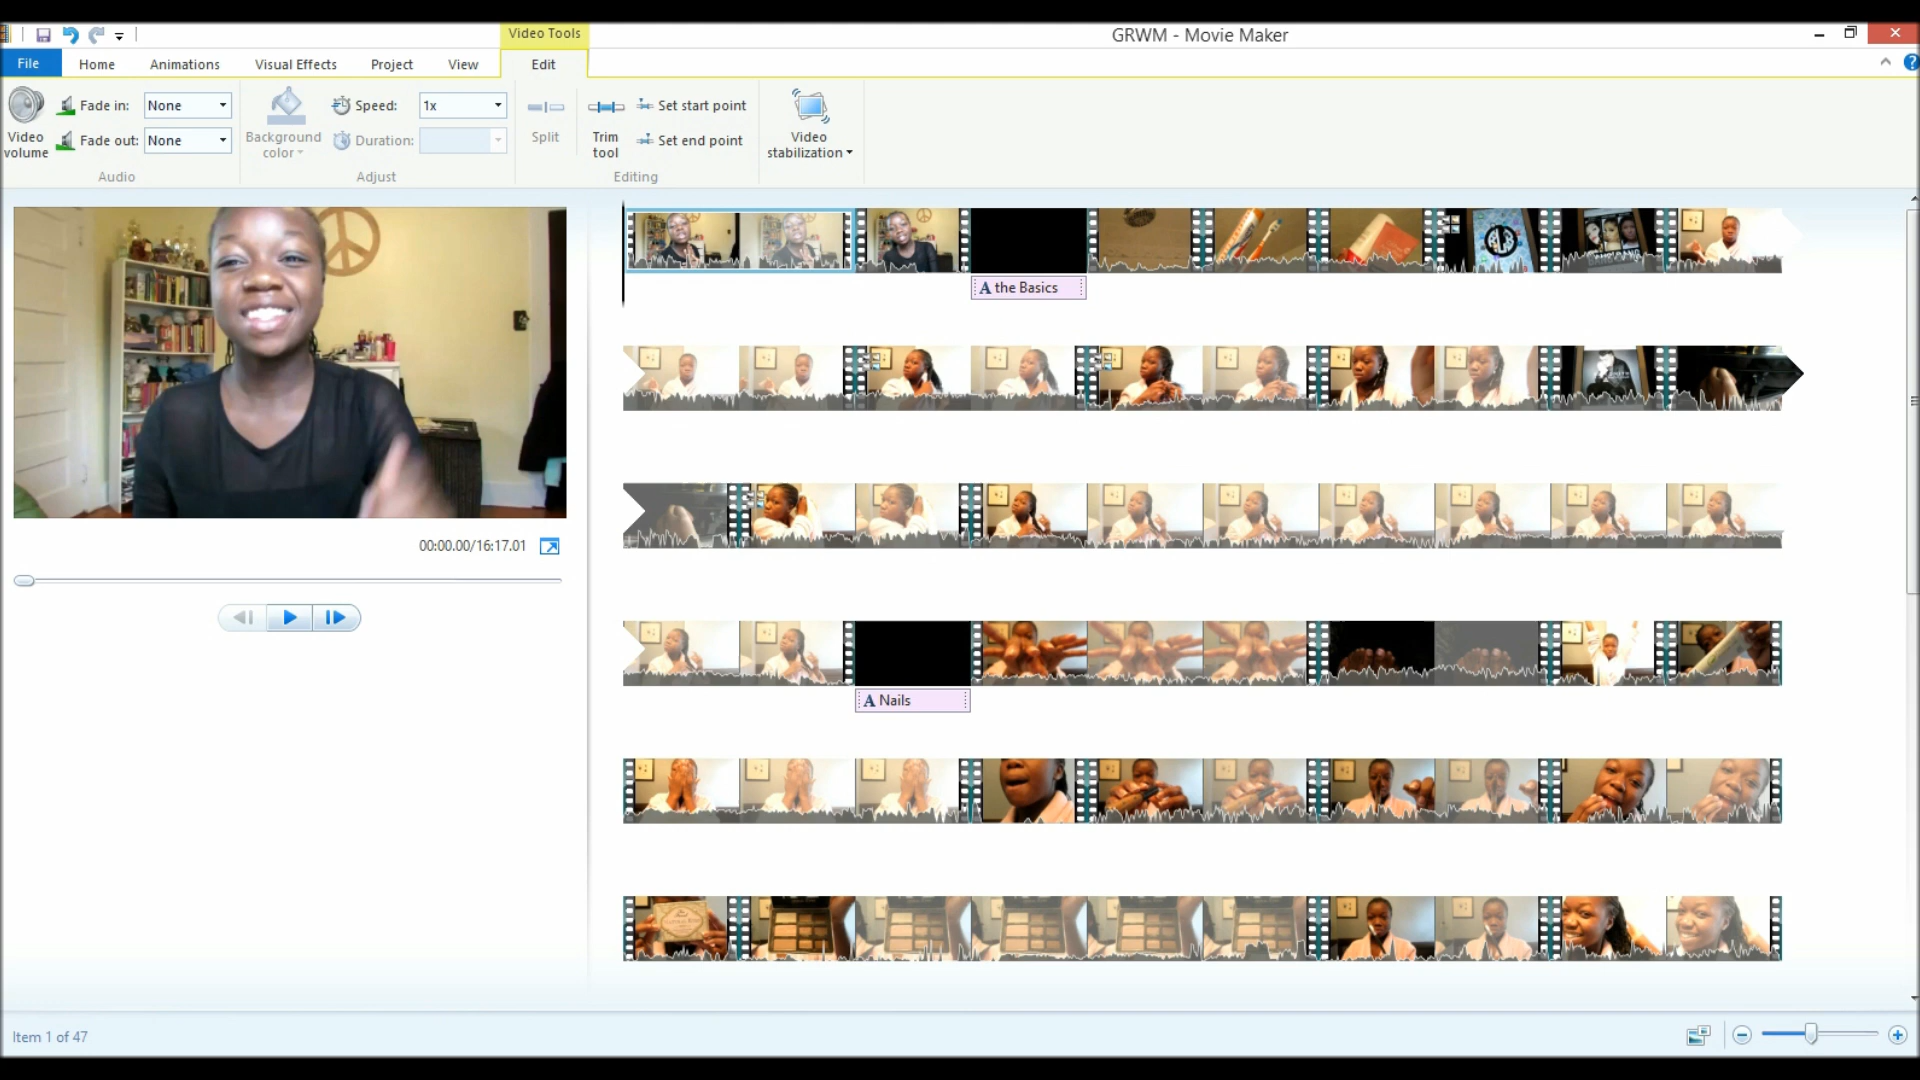 Video Tools
GRWM - Movie Maker
File
Home
Animations
Visual Effects
Project
View
Edit
Video volume
Fade in:
None
Fade out:
None
Audio
Background color
Speed:
1x
Duration:
Adjust
Split
Trim tool
Set start point
Set end point
Editing
Video stabilization
A the Basics
00:00.00/16:17.01
A Nails
Item 1 of 47